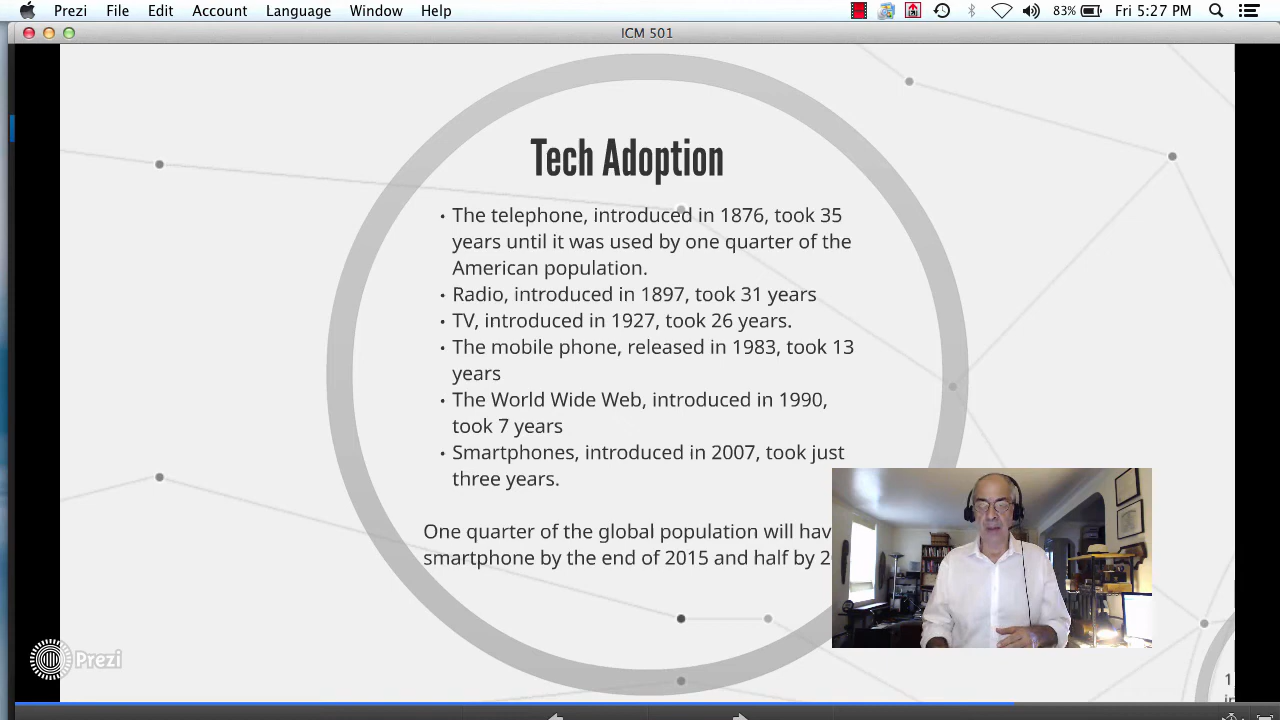 Prezi File Edit Account Language Window Help 83% Fri 5:27 PM
ICM 501
Tech Adoption
• The telephone, introduced in 1876, took 35
years until it was used by one quarter of the
American population.
• Radio, introduced in 1897, took 31 years
• TV, introduced in 1927, took 26 years.
• The mobile phone, released in 1983, took 13
years
• The World Wide Web, introduced in 1990,
took 7 years
• Smartphones, introduced in 2007, took just
three years.
One quarter of the global population will hav
smartphone by the end of 2015 and half by 2
Prezi